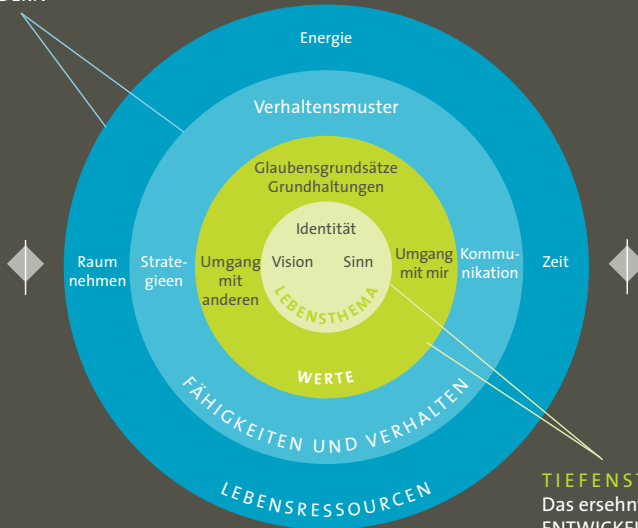 Energie
Verhaltensmuster
Glaubensgrundsätze
Grundhaltungen
Identität
Raum
nehmen
Strate-
gieen
Umgang
mit
anderen
Vision
Sinn
Umgang
mit mir
Kommu-
nikation
Zeit
LEBENSTHEMA
WERTE
FÄHIGKEITEN UND VERHALTEN
LEBENSRESSOURCEN
TIEFENST
Das ersehn
ENTWICKEL